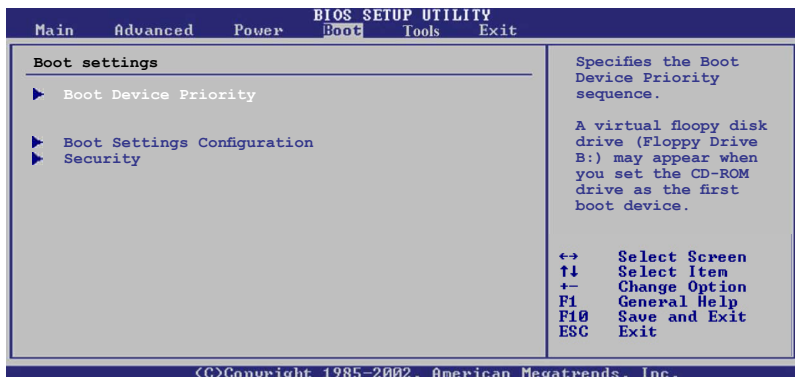 BIOS SETUP UTILITY
Main Advanced Power Boot Tools Exit
Boot settings
Boot Device Priority
Boot Settings Configuration
Security
Specifies the Boot
Device Priority
sequence.
A virtual floopy disk
drive (Floppy Drive
B:) may appear when
you set the CD-ROM
drive as the first
boot device.
←→ Select Screen
↑↓ Select Item
+- Change Option
F1 General Help
F10 Save and Exit
ESC Exit
(C)Copyright 1985-2002, American Megatrends, Inc.